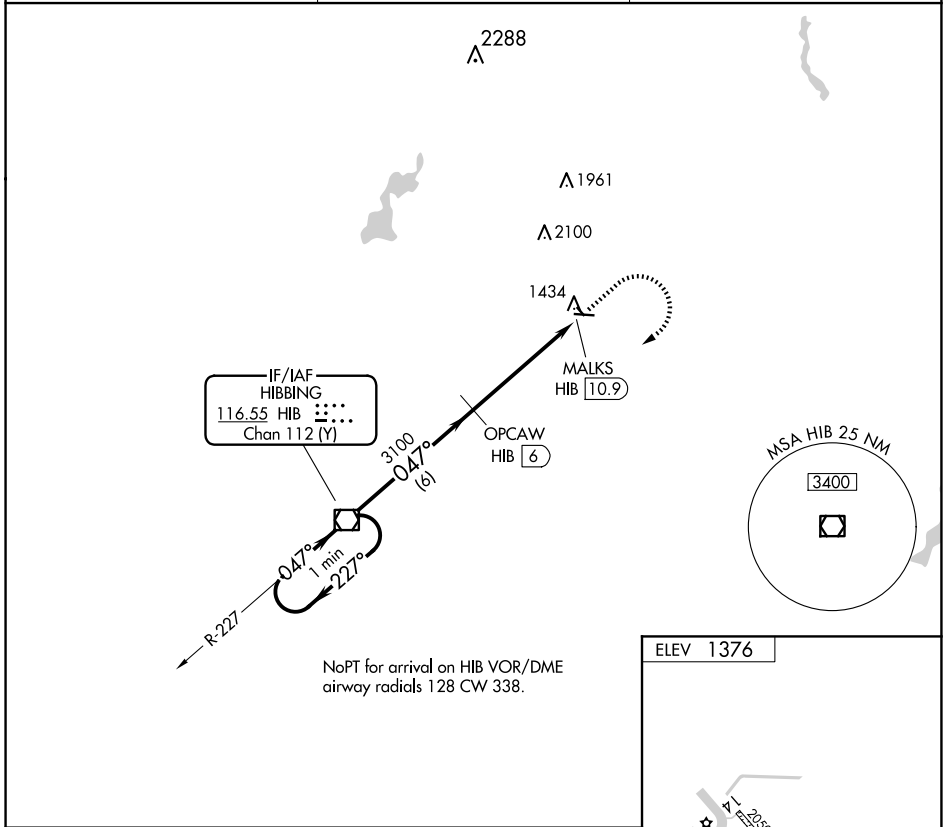 2288
1961
2100
1434
MALKS
HIB 10.9
IF/IAF
HIBBING
116.55 HIB
Chan 112 (Y)
OPCAW
HIB 6
3100
047°
(6)
MSA HIB 25 NM
3400
047°
1 min
227°
R-227
NoPT for arrival on HIB VOR/DME
airway radials 128 CW 338.
ELEV 1376
14